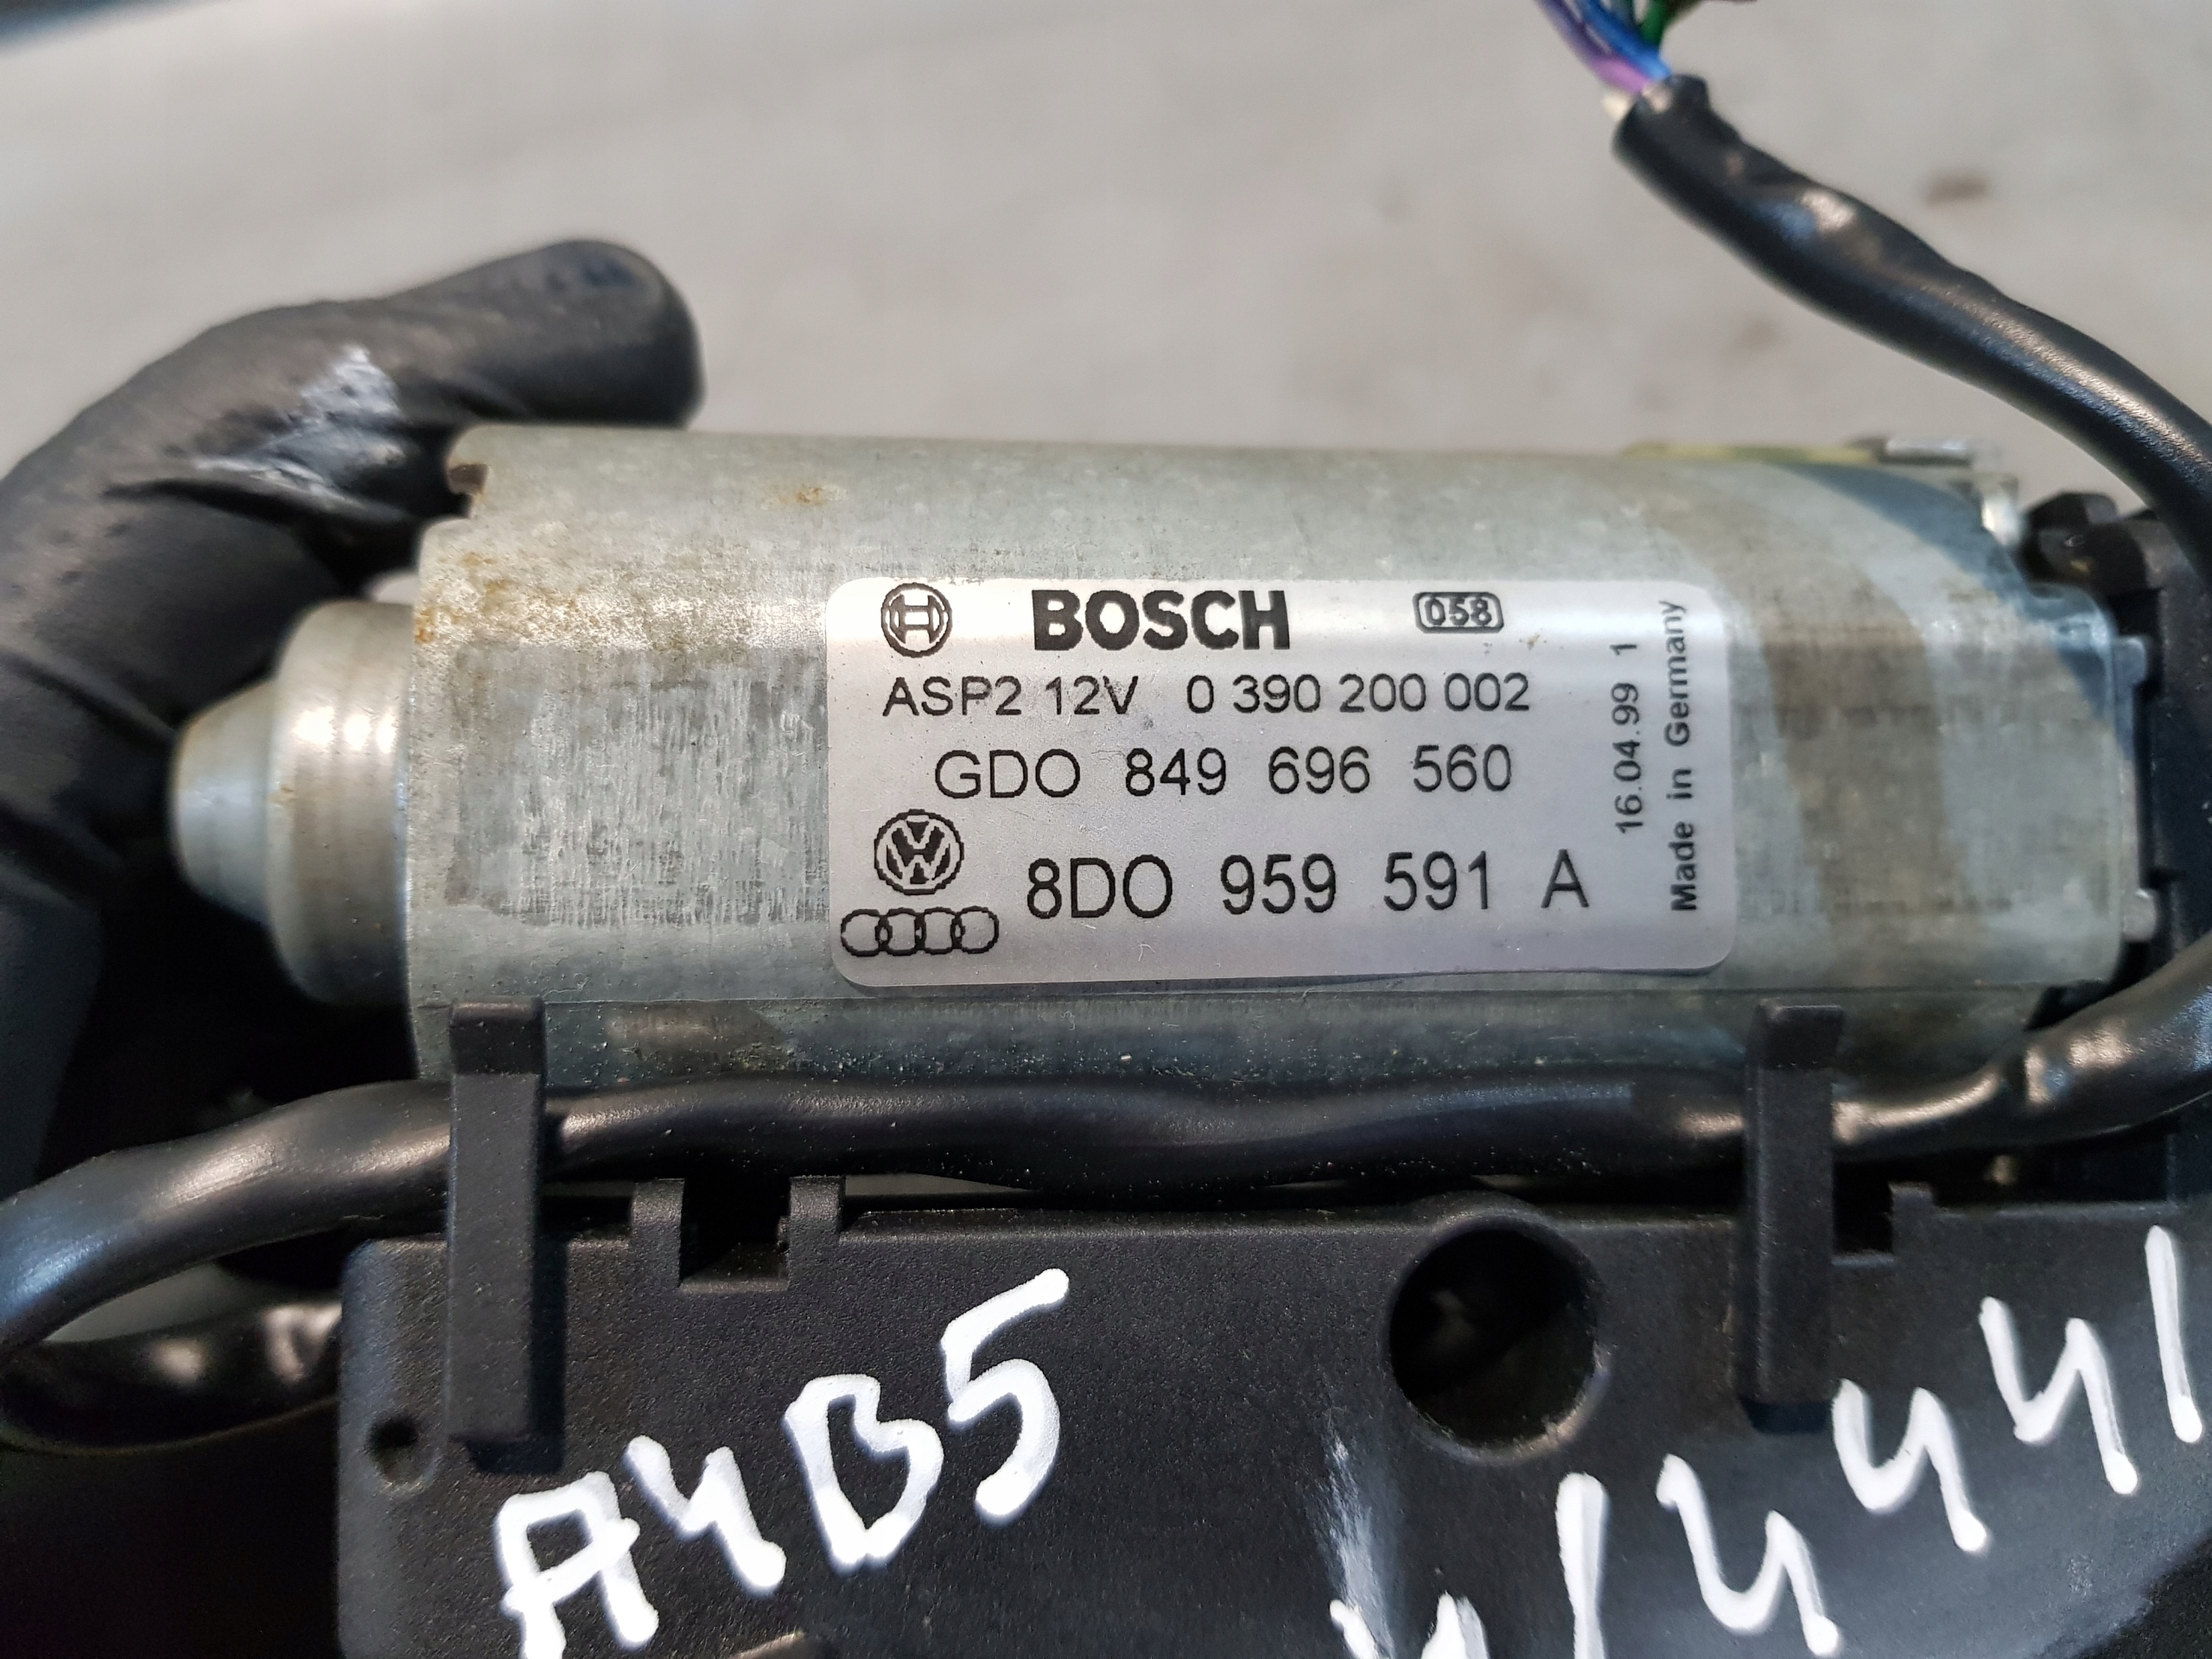 BOSCH 058
ASP2 12V 0 390 200 002
GDO 849 696 560
8DO 959 591 A
16.04.99 1
Made in Germany
A4B5